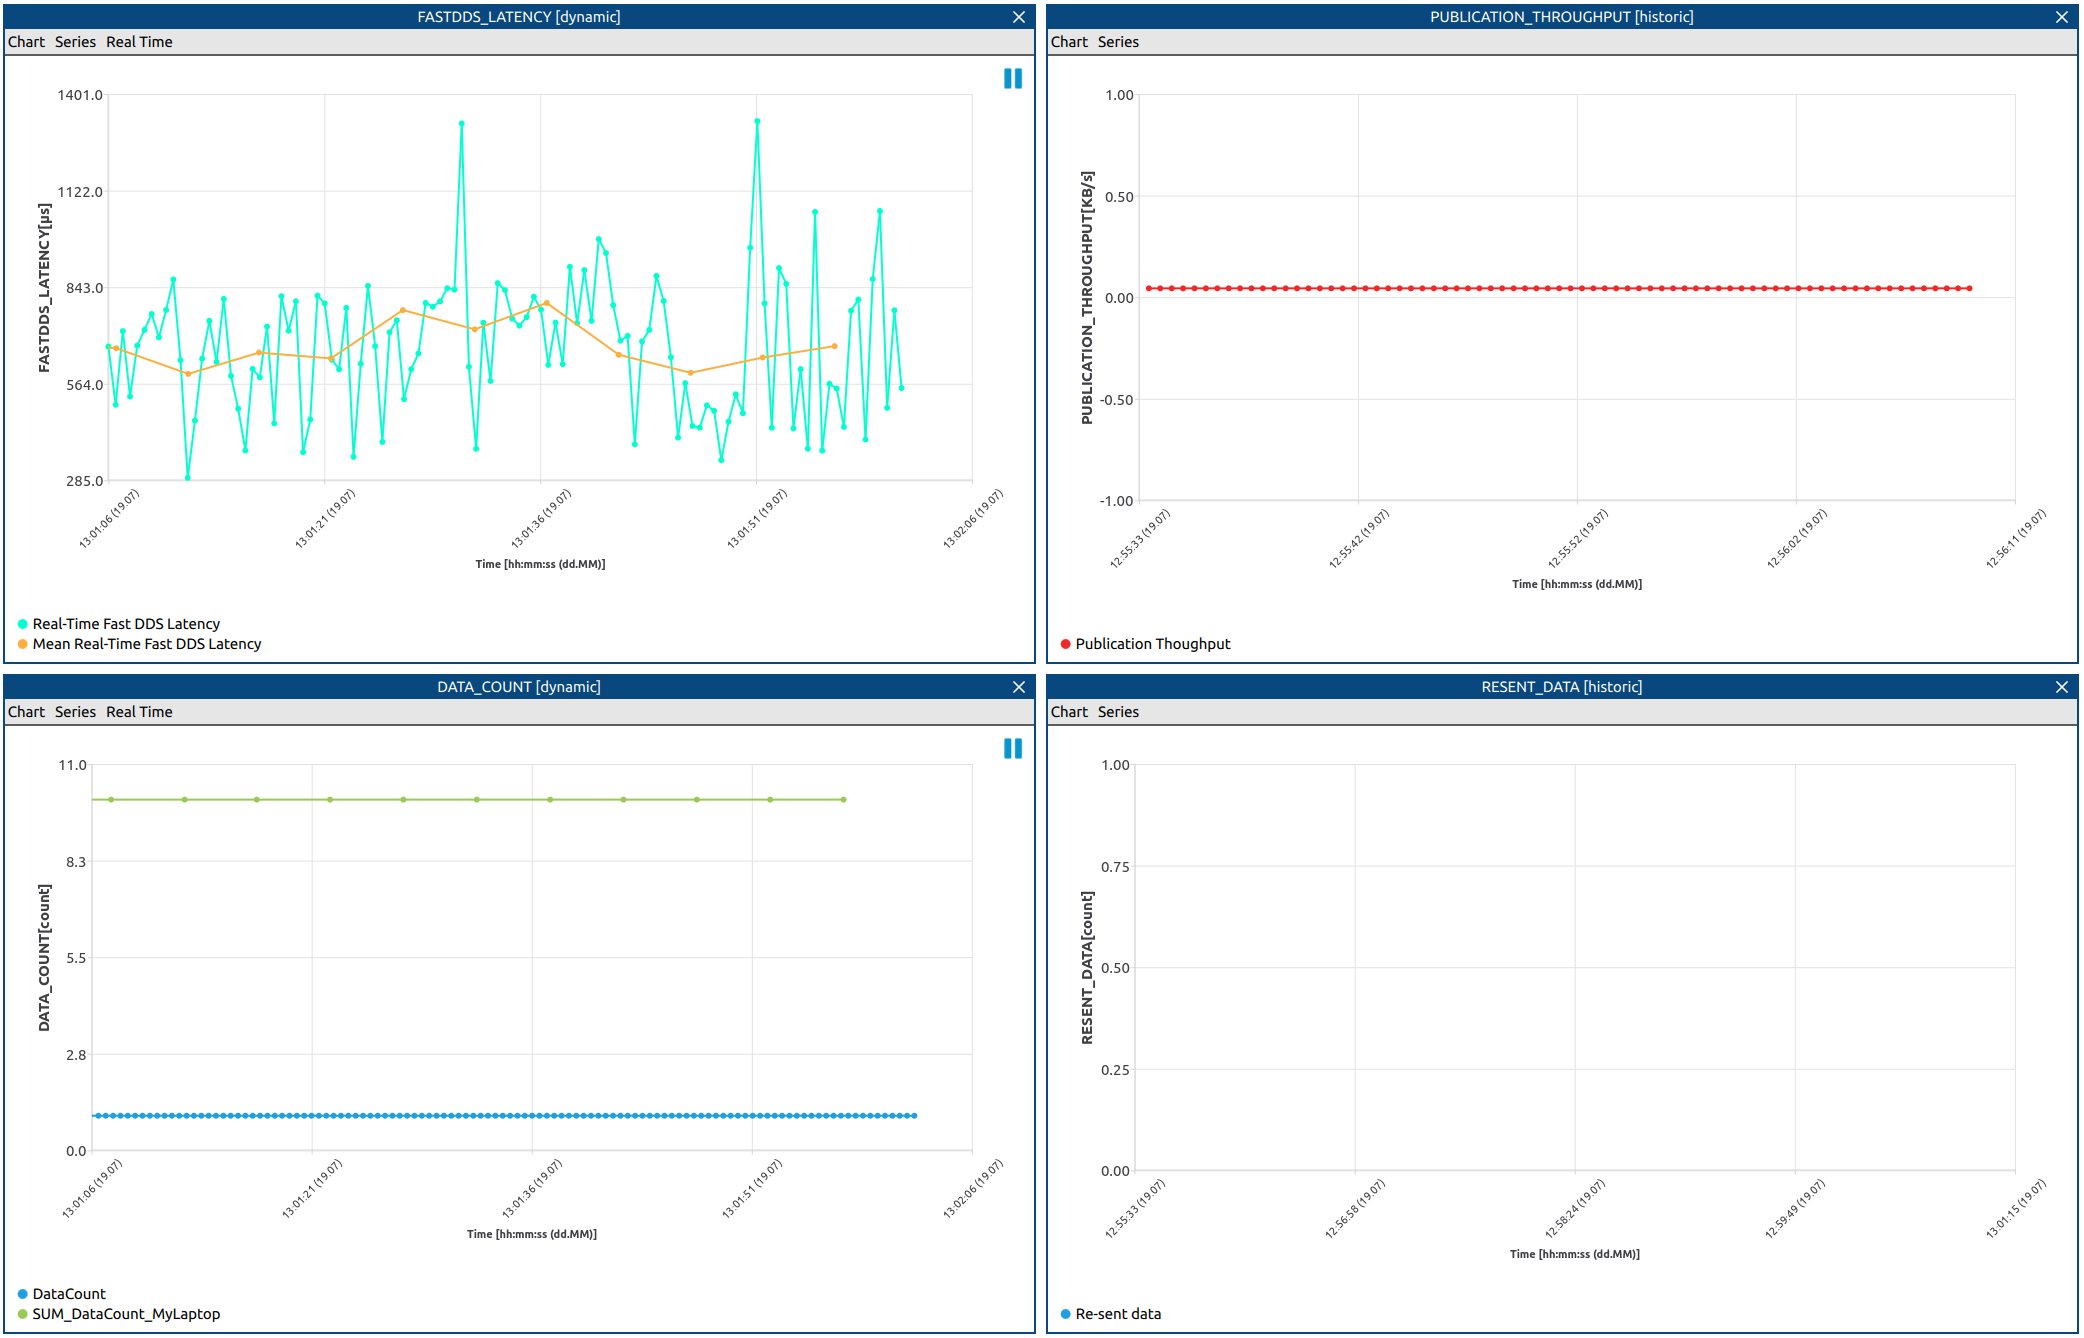 FASTDDS_LATENCY [dynamic]
Chart Series Real Time
1401.0
1122.0
843.0
564.0
285.0
FASTDDS_LATENCY[µs]
13:01:06 (19.07)
13:01:21 (19.07)
13:01:36 (19.07)
13:01:51 (19.07)
13:02:06 (19.07)
Time [hh:mm:ss (dd.MM)]
Real-Time Fast DDS Latency
Mean Real-Time Fast DDS Latency
PUBLICATION_THROUGHPUT [historic]
Chart Series
1.00
0.50
0.00
-0.50
-1.00
PUBLICATION_THROUGHPUT[KB/s]
12:55:33 (19.07)
12:55:42 (19.07)
12:55:52 (19.07)
12:56:02 (19.07)
12:56:11 (19.07)
Time [hh:mm:ss (dd.MM)]
Publication Thoughput
DATA_COUNT [dynamic]
Chart Series Real Time
11.0
8.3
5.5
2.8
0.0
DATA_COUNT[count]
13:01:06 (19.07)
13:01:21 (19.07)
13:01:36 (19.07)
13:01:51 (19.07)
13:02:06 (19.07)
Time [hh:mm:ss (dd.MM)]
DataCount
SUM_DataCount_MyLaptop
RESENT_DATA [historic]
Chart Series
1.00
0.75
0.50
0.25
0.00
RESENT_DATA[count]
12:55:33 (19.07)
12:56:58 (19.07)
12:58:24 (19.07)
12:59:49 (19.07)
13:01:15 (19.07)
Time [hh:mm:ss (dd.MM)]
Re-sent data